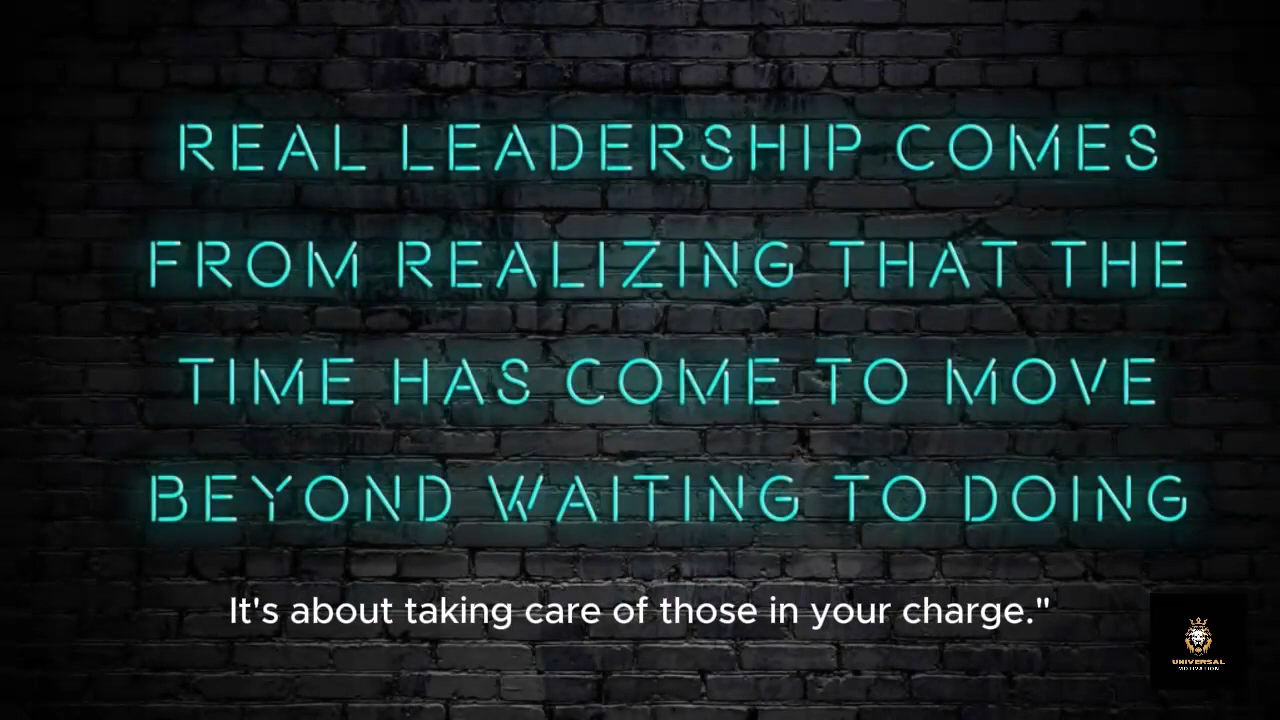 REAL LEADERSHIP COMES
FROM REALIZING THAT THE
TIME HAS COME TO MOVE
BEYOND WAITING TO DOING
It's about taking care of those in your charge."
UNIVERSAL
MOTIVATION